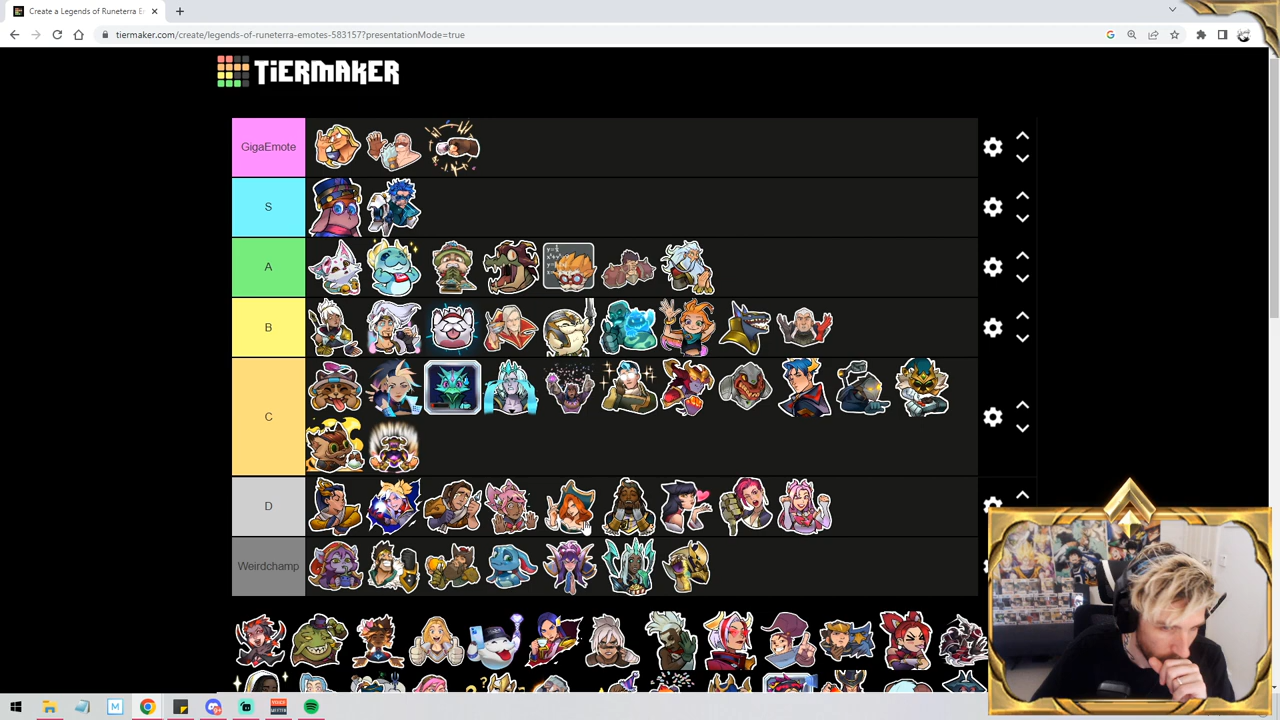 Create a Legends of Runeterra E
tiermaker.com/create/legends-of-runeterra-emotes-583157?presentationMode=true
TiERMAKER
GigaEmote
S
A
B
C
D
Weirdchamp